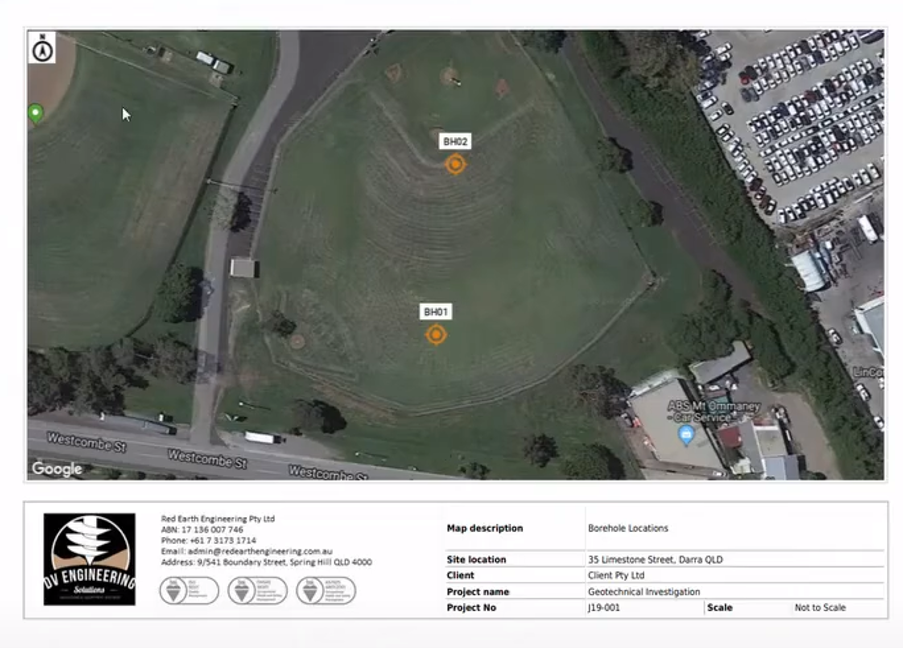 N
BH02
BH01
LinCo
ABS Mt Ommaney
- Car Service
Westcombe St
Westcombe St
Westcombe St
Google
DV ENGINEERING
Solutions
Red Earth Engineering Pty Ltd
ABN: 17 136 007 746
Phone: +61 7 3173 1714
Email: admin@redearthengineering.com.au
Address: 9/541 Boundary Street, Spring Hill QLD 4000
Map description Borehole Locations
Site location 35 Limestone Street, Darra QLD
Client Client Pty Ltd
Project name Geotechnical Investigation
Project No J19-001 Scale Not to Scale